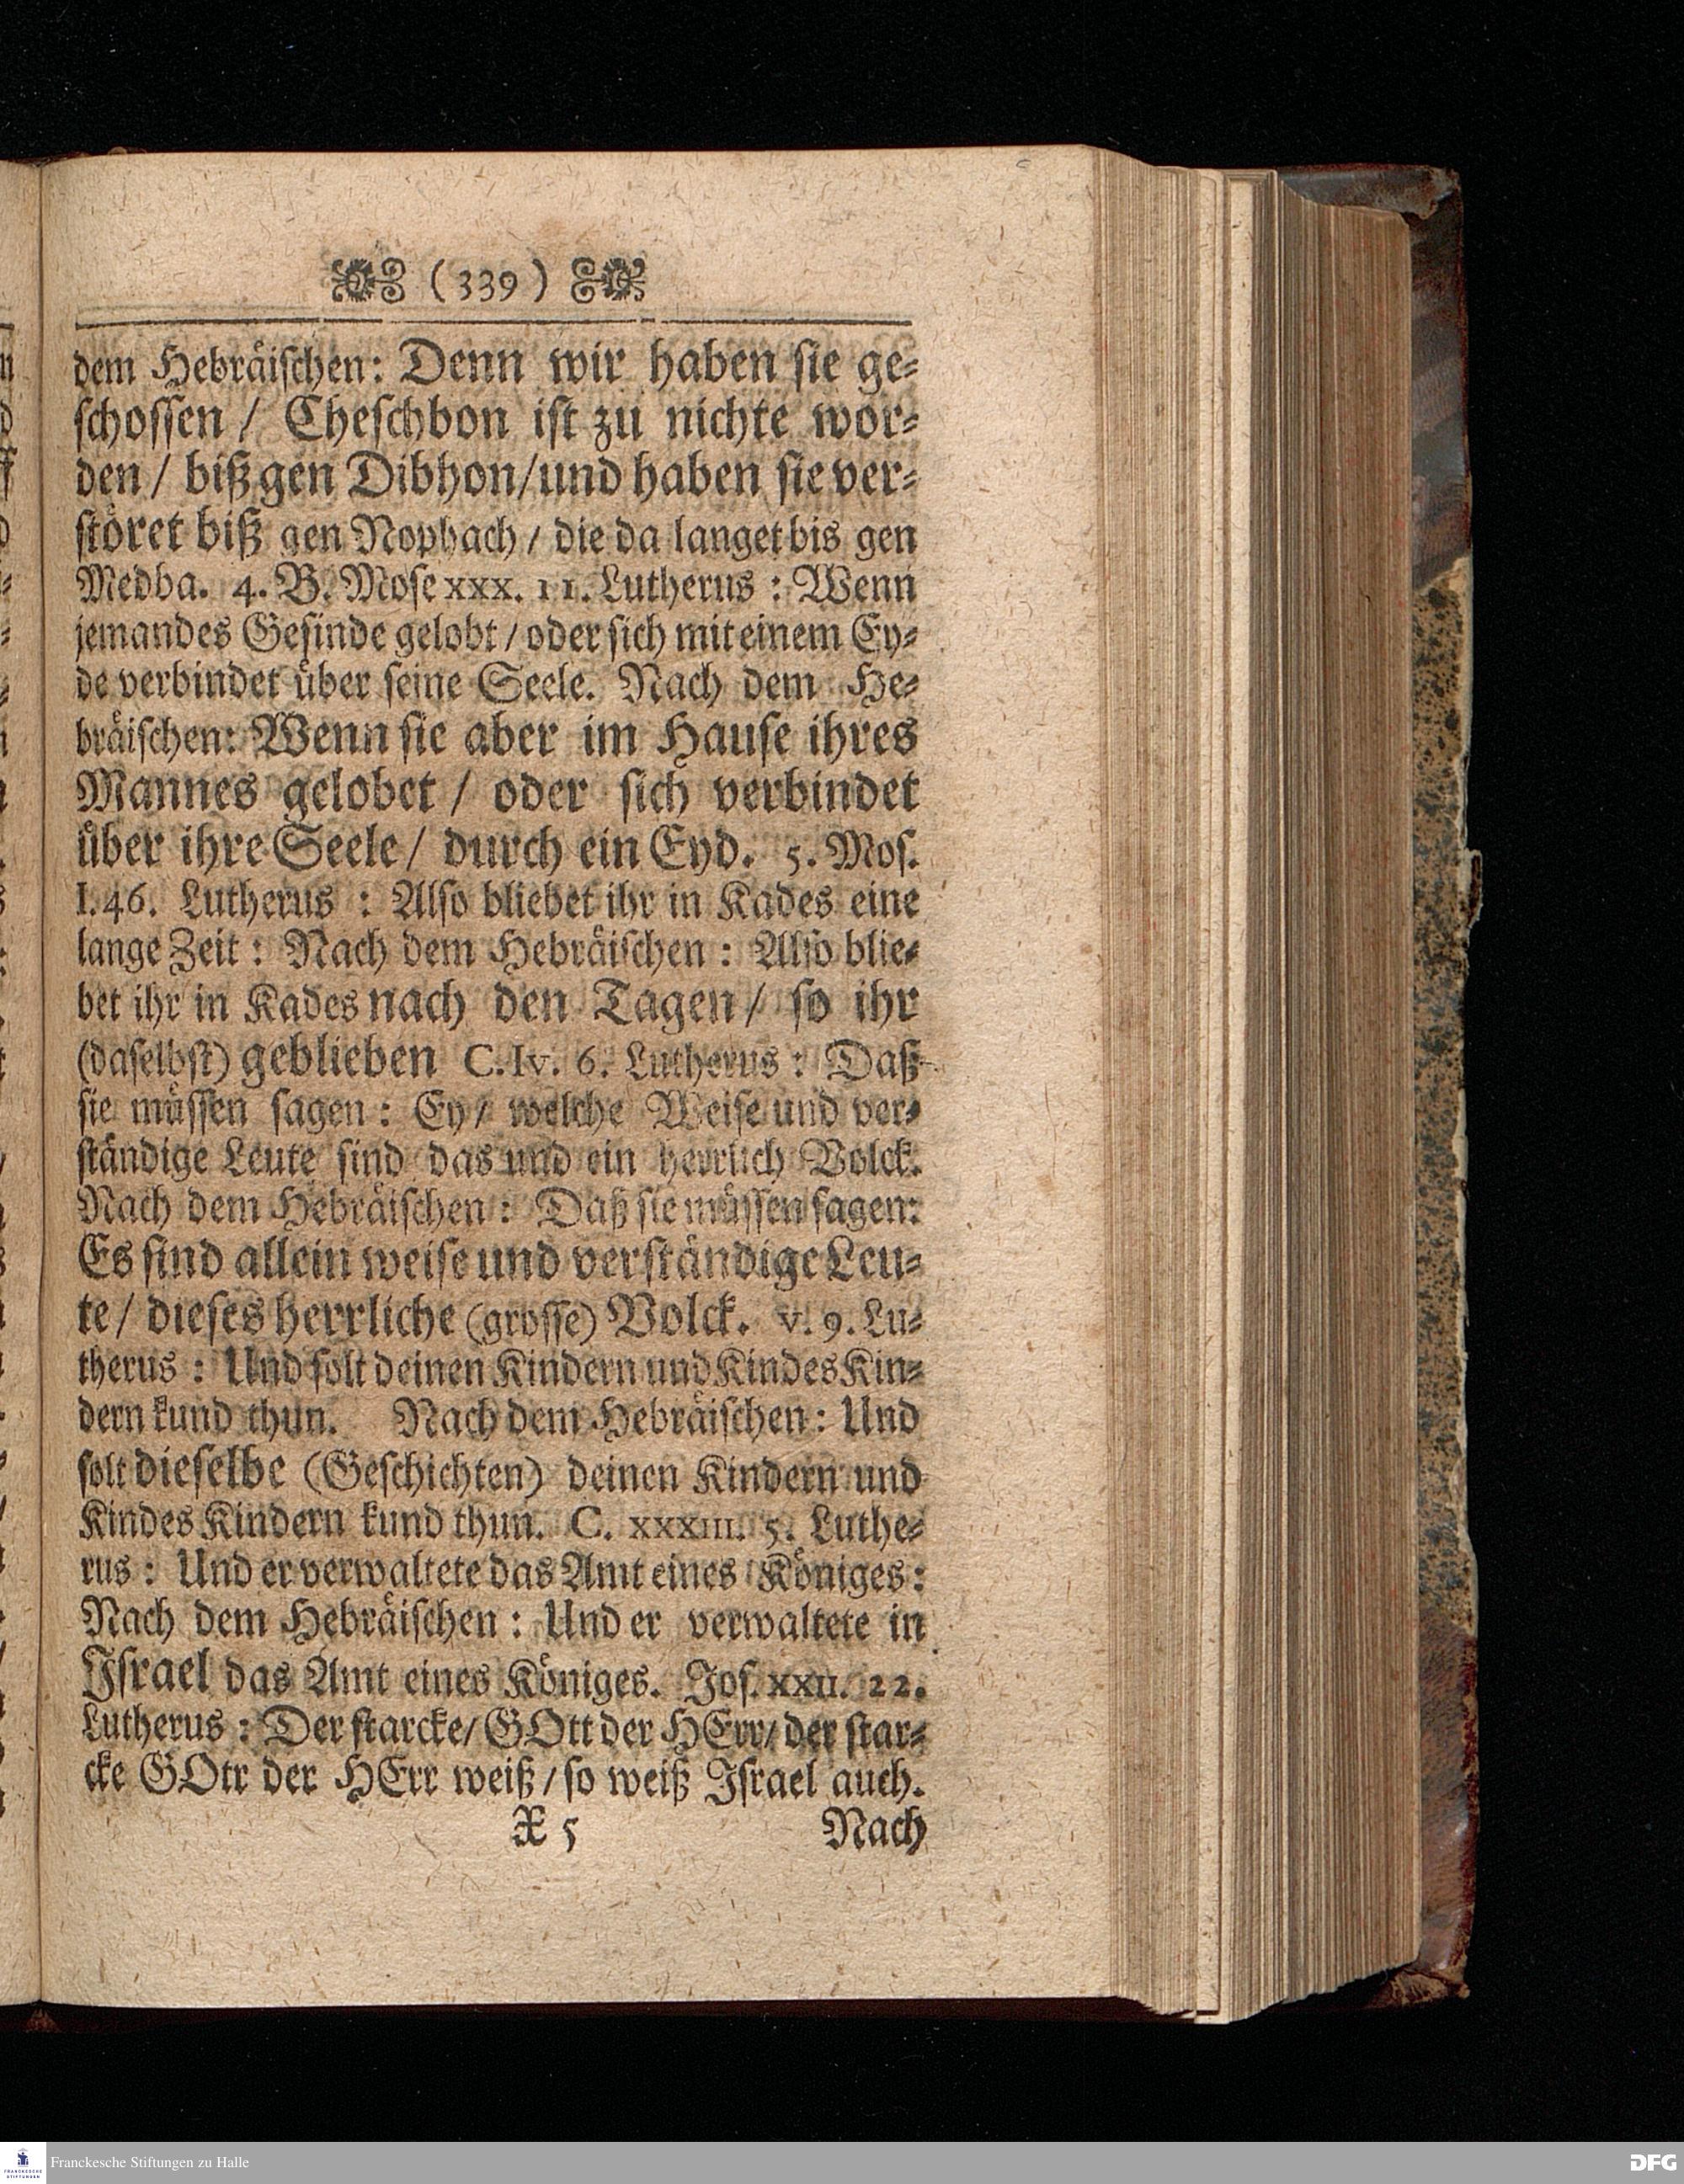 (339)
dem Hebräischen: Denn wir haben sie ge-
schossen / Cheschbon ist zu nichte wor-
den / biß gen Dibhon/und haben sie ver-
störet biß gen Nophach / die da langet bis gen
Medba. 4. B. Mose xxx. 11. Lutherus : Wenn
jemandes Gesinde gelobt / oder sich mit einem Ey-
de verbindet über seine Seele. Nach dem He-
bräischen: Wenn sie aber im Hause ihres
Mannes gelobet / oder sich verbindet
über ihre Seele / durch ein Eyd. 5. Mos.
I. 46. Lutherus : Also bliebet ihr in Kades eine
lange Zeit : Nach dem Hebräischen : Also blie-
bet ihr in Kades nach den Tagen / so ihr
(daselbst) geblieben C. Iv. 6. Lutherus : Daß
sie müssen sagen : Ey / welche Weise und ver-
ständige Leute sind das und ein herrlich Volck.
Nach dem Hebräischen : Daß sie müssen sagen:
Es sind allein weise und verständige Leu-
te / dieses herrliche (grosse) Volck. v. 9. Lu-
therus : Und solt deinen Kindern und Kindes Kin-
dern kund thun. Nach dem Hebräischen : Und
solt dieselbe (Geschichten) deinen Kindern und
Kindes Kindern kund thun. C. xxxIII. 5. Luthe-
rus : Und er verwaltete das Amt eines Königes :
Nach dem Hebräischen : Und er verwaltete in
Israel das Amt eines Königes. Jos. xxII. 22.
Lutherus : Der starcke/ GOtt der HErr/ der star-
cke GOtt der HErr weiß / so weiß Israel auch.
X 5 Nach
Franckesche Stiftungen zu Halle
FRANCKESCHE STIFTUNGEN
DFG